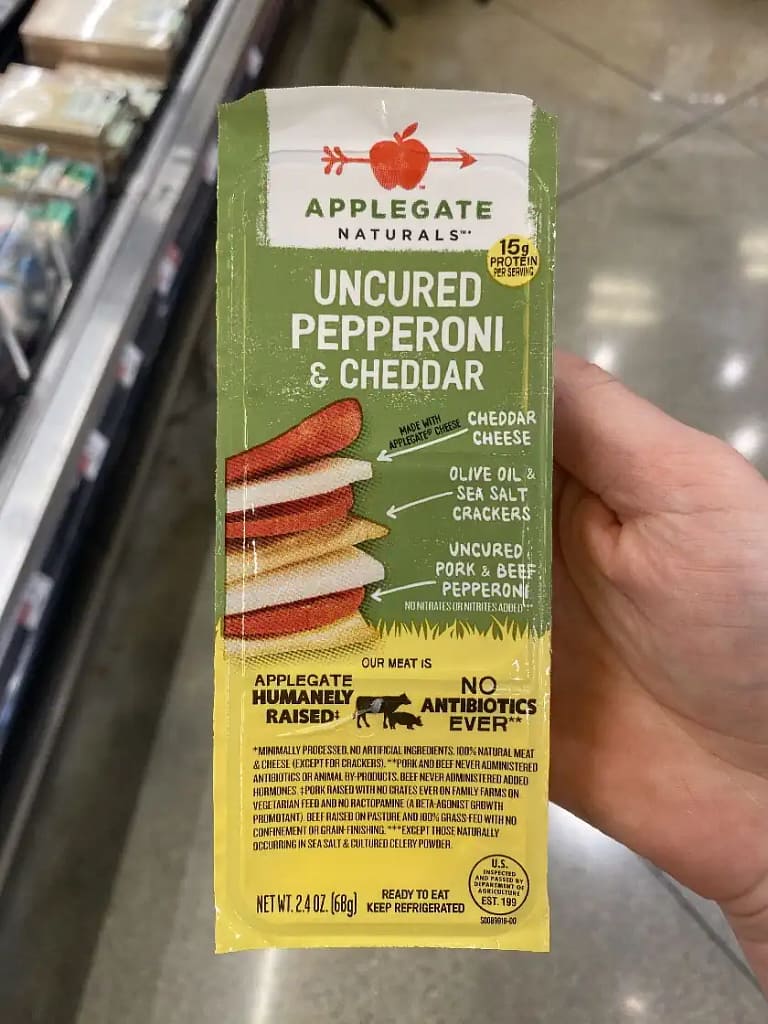 APPLEGATE
NATURALS™*
15g
PROTEIN
PER SERVING
UNCURED
PEPPERONI
& CHEDDAR
MADE WITH
APPLEGATE® CHEESE
CHEDDAR
CHEESE
OLIVE OIL &
SEA SALT
CRACKERS
UNCURED
PORK & BEEF
PEPPERONI
NO NITRATES OR NITRITES ADDED***
OUR MEAT IS
APPLEGATE
HUMANELY
RAISED‡
NO
ANTIBIOTICS
EVER**
*MINIMALLY PROCESSED. NO ARTIFICIAL INGREDIENTS. 100% NATURAL MEAT
& CHEESE (EXCEPT FOR CRACKERS). **PORK AND BEEF NEVER ADMINISTERED
ANTIBIOTICS OR ANIMAL BY-PRODUCTS. BEEF NEVER ADMINISTERED ADDED
HORMONES. ‡PORK RAISED WITH NO CRATES EVER ON FAMILY FARMS ON
VEGETARIAN FEED AND NO RACTOPAMINE (A BETA-AGONIST GROWTH
PROMOTANT). BEEF RAISED ON PASTURE AND 100% GRASS-FED WITH NO
CONFINEMENT OR GRAIN-FINISHING. ***EXCEPT THOSE NATURALLY
OCCURRING IN SEA SALT & CULTURED CELERY POWDER.
NET WT. 2.4 OZ. (68g)
READY TO EAT
KEEP REFRIGERATED
U.S.
INSPECTED
AND PASSED BY
DEPARTMENT OF
AGRICULTURE
EST. 199